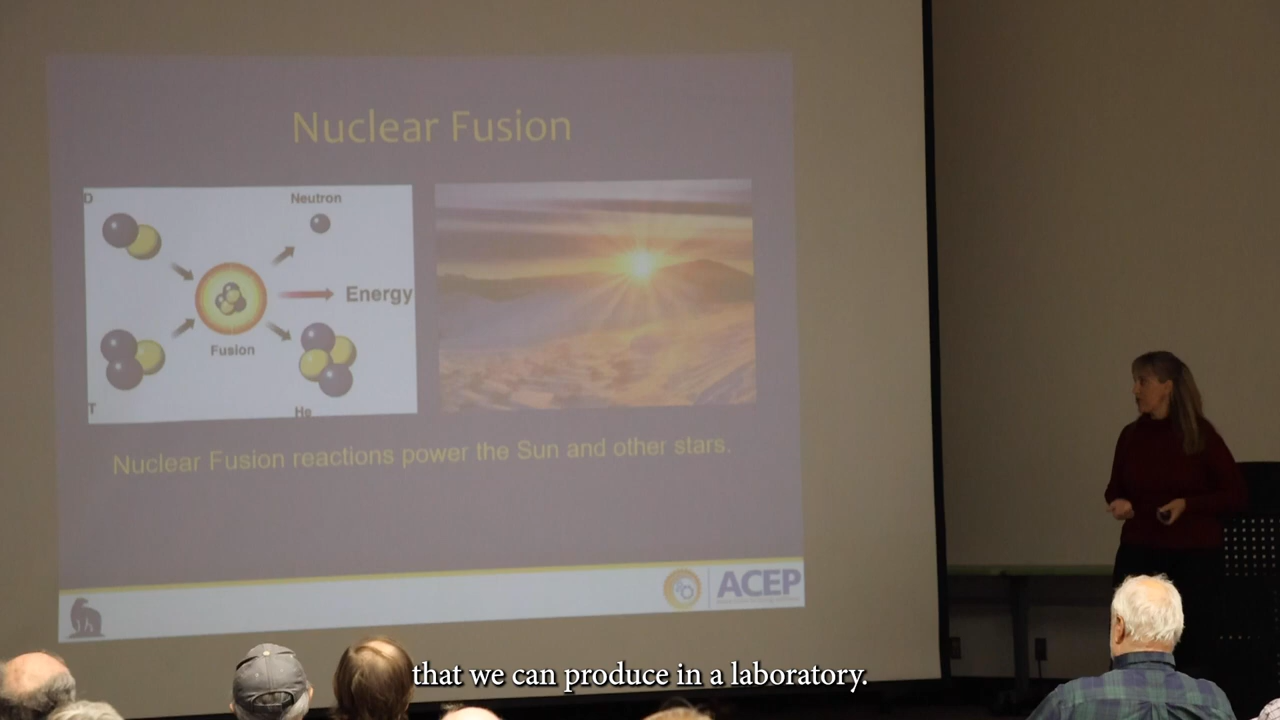 Nuclear Fusion
D
Neutron
Energy
Fusion
T
He
Nuclear Fusion reactions power the Sun and other stars.
ACEP
that we can produce in a laboratory.